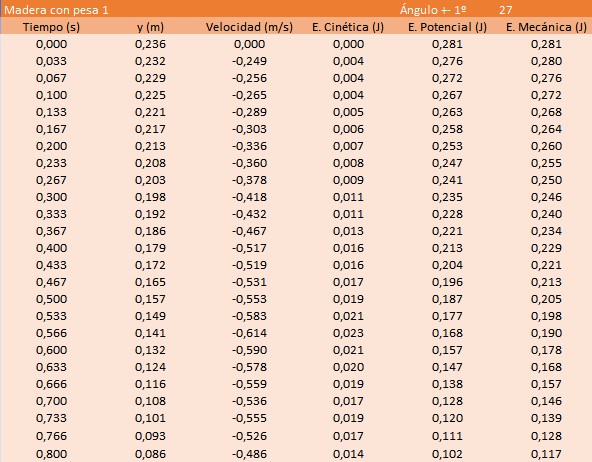 Madera con pesa 1 Ángulo +- 1º 27
Tiempo (s) y (m) Velocidad (m/s) E. Cinética (J) E. Potencial (J) E. Mecánica (J)
0,000 0,236 0,000 0,000 0,281 0,281
0,033 0,232 -0,249 0,004 0,276 0,280
0,067 0,229 -0,256 0,004 0,272 0,276
0,100 0,225 -0,265 0,004 0,267 0,272
0,133 0,221 -0,289 0,005 0,263 0,268
0,167 0,217 -0,303 0,006 0,258 0,264
0,200 0,213 -0,336 0,007 0,253 0,260
0,233 0,208 -0,360 0,008 0,247 0,255
0,267 0,203 -0,378 0,009 0,241 0,250
0,300 0,198 -0,418 0,011 0,235 0,246
0,333 0,192 -0,432 0,011 0,228 0,240
0,367 0,186 -0,467 0,013 0,221 0,234
0,400 0,179 -0,517 0,016 0,213 0,229
0,433 0,172 -0,519 0,016 0,204 0,221
0,467 0,165 -0,531 0,017 0,196 0,213
0,500 0,157 -0,553 0,019 0,187 0,205
0,533 0,149 -0,583 0,021 0,177 0,198
0,566 0,141 -0,614 0,023 0,168 0,190
0,600 0,132 -0,590 0,021 0,157 0,178
0,633 0,124 -0,578 0,020 0,147 0,168
0,666 0,116 -0,559 0,019 0,138 0,157
0,700 0,108 -0,536 0,017 0,128 0,146
0,733 0,101 -0,555 0,019 0,120 0,139
0,766 0,093 -0,526 0,017 0,111 0,128
0,800 0,086 -0,486 0,014 0,102 0,117